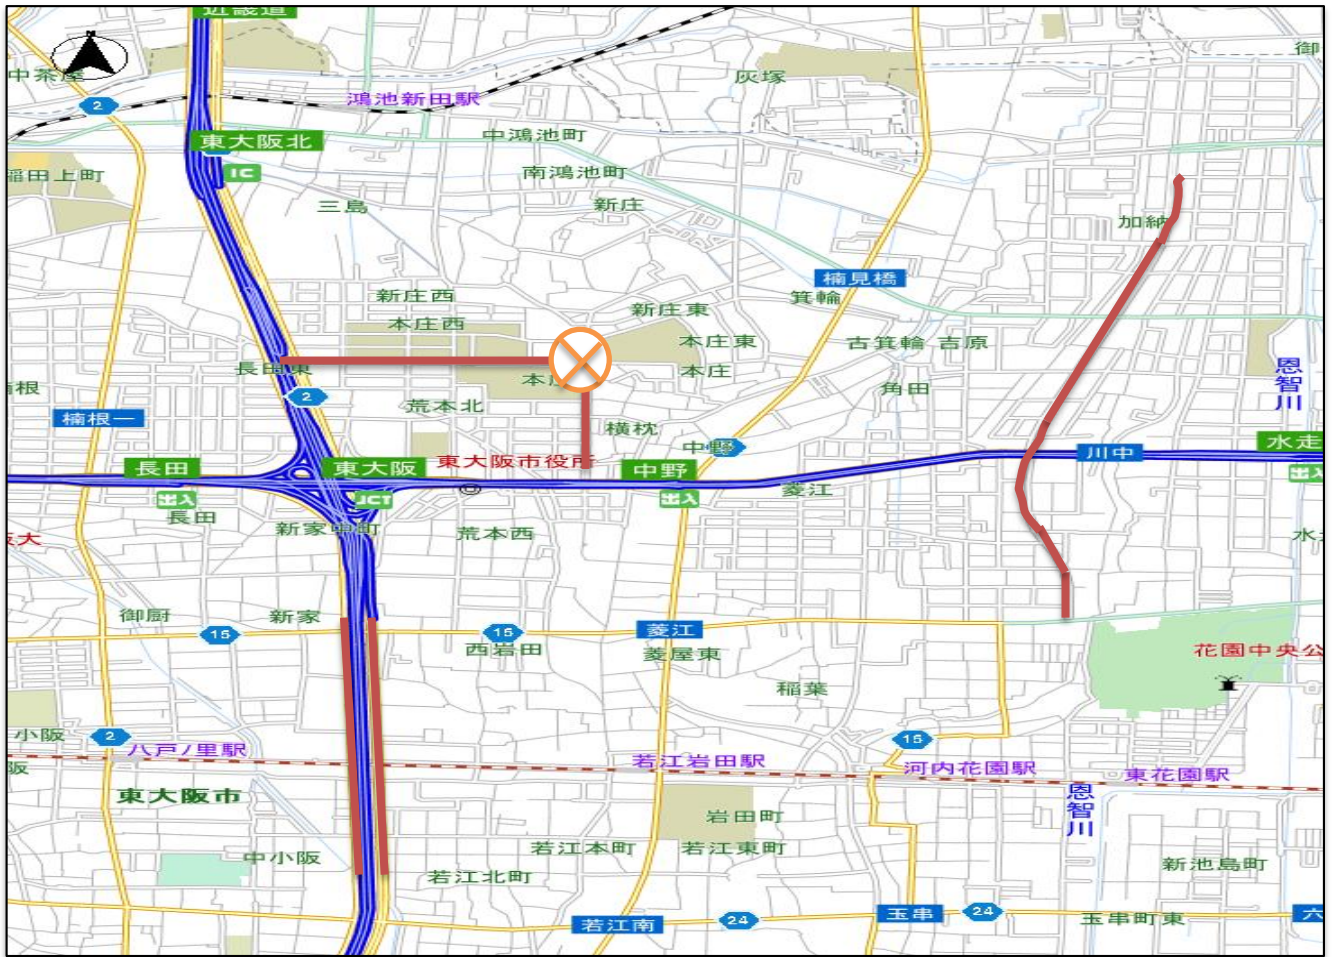 近畿道
御
中茶屋
灰塚
2
鴻池新田駅
中鴻池町
東大阪北
IC
稲田上町
南鴻池町
三島
新庄
加納
楠見橋
新庄西
箕輪
新庄東
本庄西
本庄東
古箕輪
吉原
長田東
本庄
恩智川
角田
2
荒本北
楠根一
横枕
中野
川中
水走
長田
東大阪
東大阪市役所
中野
出入
JCT
出入
出入
菱江
長田
新家中町
荒本西
御厨
新家
15
15
菱江
西岩田
菱屋東
花園中央公
稲葉
小阪
2
八戸ノ里駅
15
若江岩田駅
河内花園駅
東花園駅
東大阪市
恩智川
岩田町
中小阪
若江本町
若江東町
新池島町
若江北町
若江南
24
玉串
24
玉串町東
六